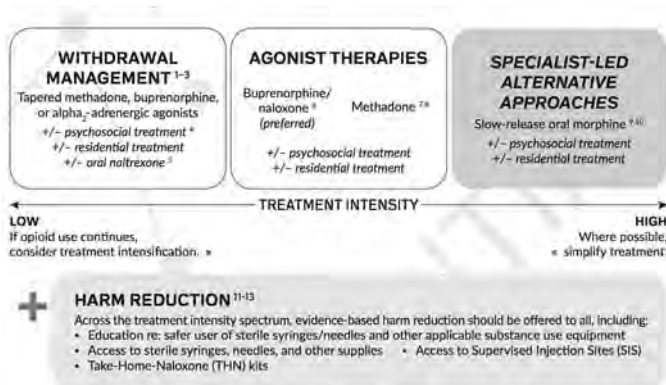 WITHDRAWAL
MANAGEMENT 1–3
Tapered methadone, buprenorphine,
or alpha2-adrenergic agonists
+/– psychosocial treatment 4
+/– residential treatment
+/– oral naltrexone 5
AGONIST THERAPIES
Buprenorphine/
naloxone 6
(preferred)
Methadone 7,8
+/– psychosocial treatment
+/– residential treatment
SPECIALIST-LED
ALTERNATIVE
APPROACHES
Slow-release oral morphine 9,10
+/– psychosocial treatment
+/– residential treatment
TREATMENT INTENSITY
LOW
If opioid use continues,
consider treatment intensification. »
HIGH
Where possible,
« simplify treatment
+ HARM REDUCTION 11–13
Across the treatment intensity spectrum, evidence-based harm reduction should be offered to all, including:
• Education re: safer user of sterile syringes/needles and other applicable substance use equipment
• Access to sterile syringes, needles, and other supplies • Access to Supervised Injection Sites (SIS)
• Take-Home-Naloxone (THN) kits